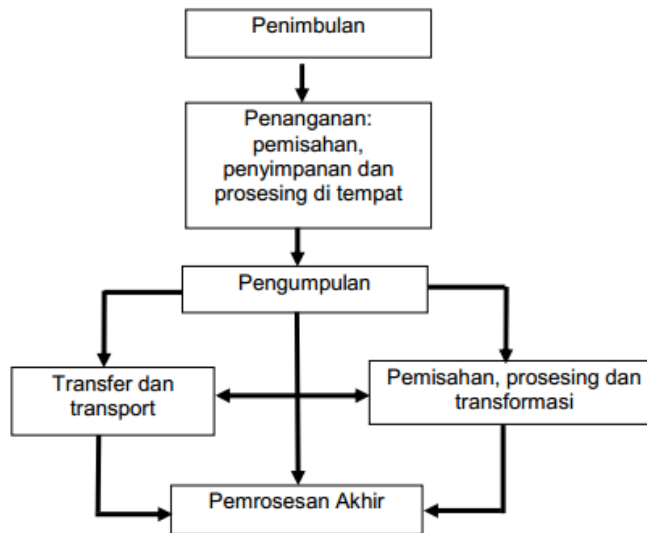 Penimbulan
Penanganan:
pemisahan,
penyimpanan dan
prosesing di tempat
Pengumpulan
Transfer dan
transport
Pemisahan, prosesing dan
transformasi
Pemrosesan Akhir